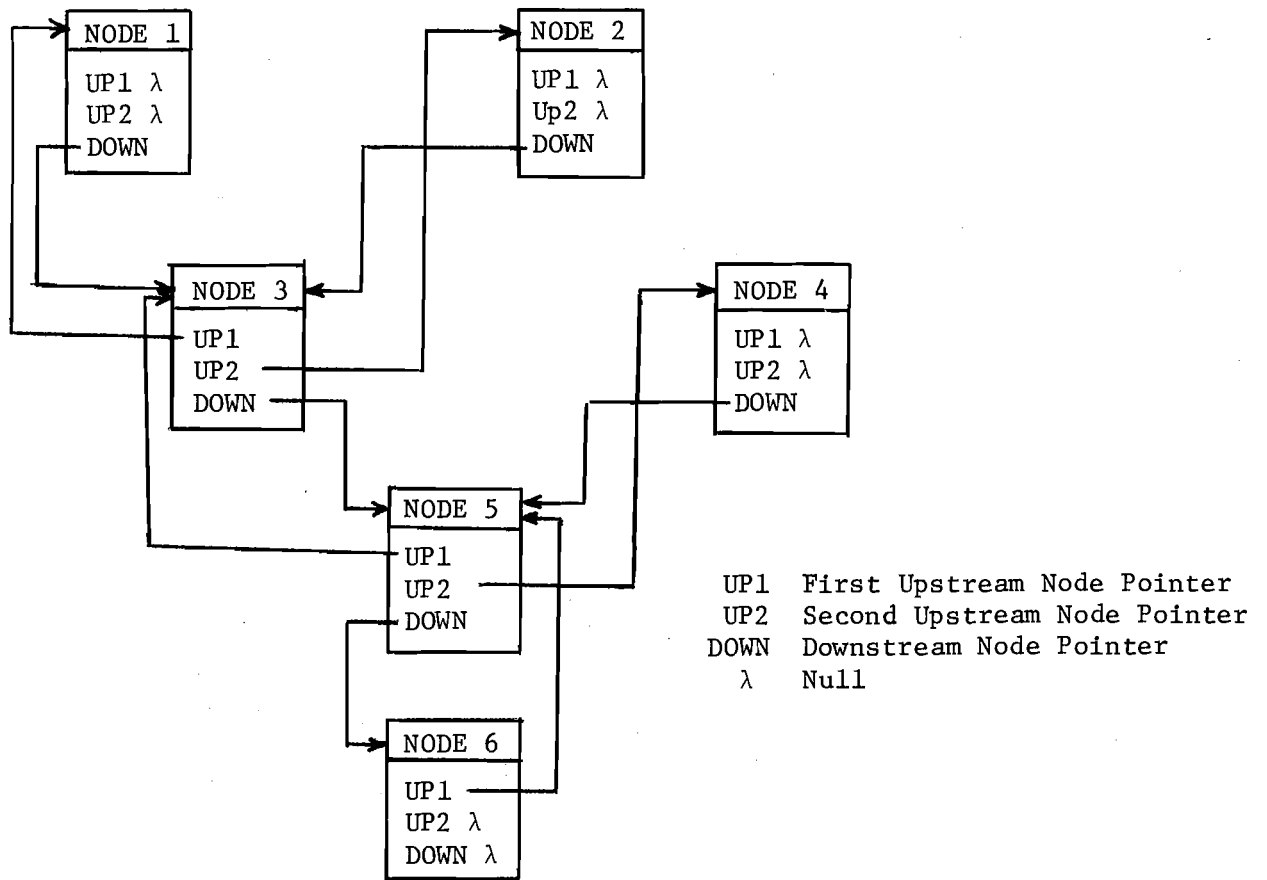 NODE 1
UP1 λ
UP2 λ
DOWN
NODE 2
UP1 λ
Up2 λ
DOWN
NODE 3
UP1
UP2
DOWN
NODE 4
UP1 λ
UP2 λ
DOWN
NODE 5
UP1
UP2
DOWN
NODE 6
UP1
UP2 λ
DOWN λ
UP1 First Upstream Node Pointer
UP2 Second Upstream Node Pointer
DOWN Downstream Node Pointer
λ Null